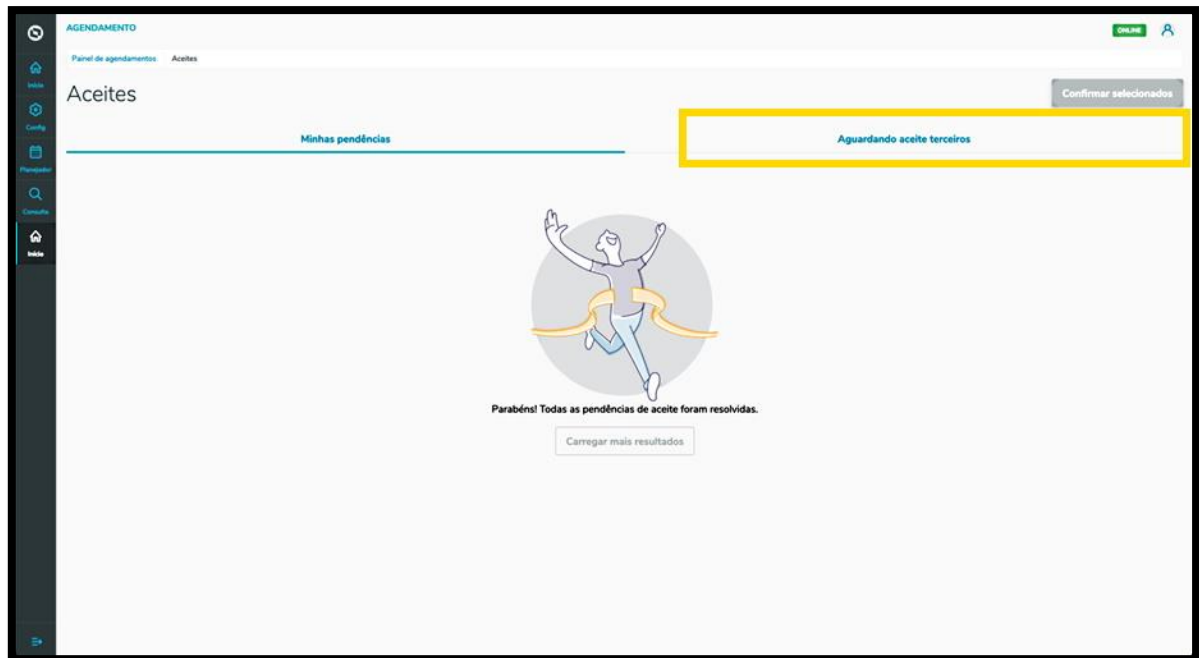 AGENDAMENTO
ONLINE
Painel de agendamentos Aceites
Aceites
Confirmar selecionados
Minhas pendências
Aguardando aceite terceiros
Início
Config
Planejador
Consulta
Início
Parabéns! Todas as pendências de aceite foram resolvidas.
Carregar mais resultados